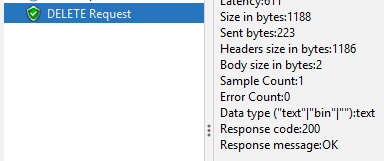 DELETE Request
Latency:611
Size in bytes:1188
Sent bytes:223
Headers size in bytes:1186
Body size in bytes:2
Sample Count:1
Error Count:0
Data type ("text"|"bin"|""):text
Response code:200
Response message:OK